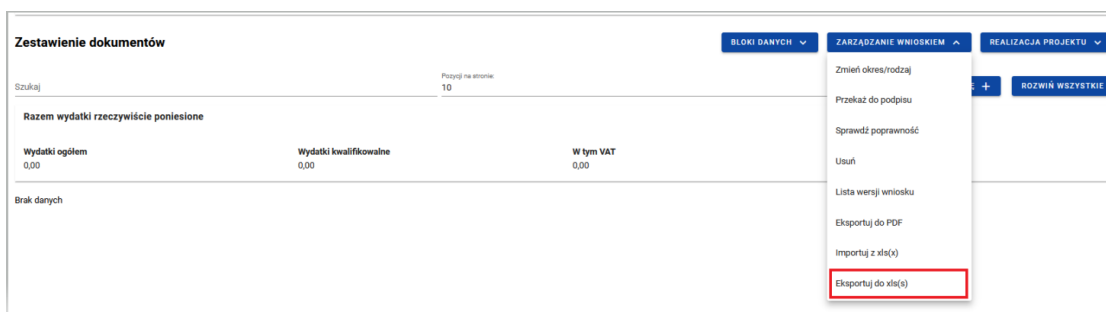 Zestawienie dokumentów
BLOKI DANYCH
ZARZĄDZANIE WNIOSKIEM
REALIZACJA PROJEKTU
Zmień okres/rodzaj
Szukaj
Pozycji na stronie:
10
ROZWIŃ WSZYSTKIE
Przekaż do podpisu
Razem wydatki rzeczywiście poniesione
Sprawdź poprawność
Wydatki ogółem
Wydatki kwalifikowalne
W tym VAT
0,00
0,00
0,00
Usuń
Lista wersji wniosku
Brak danych
Eksportuj do PDF
Importuj z xls(x)
Eksportuj do xls(s)